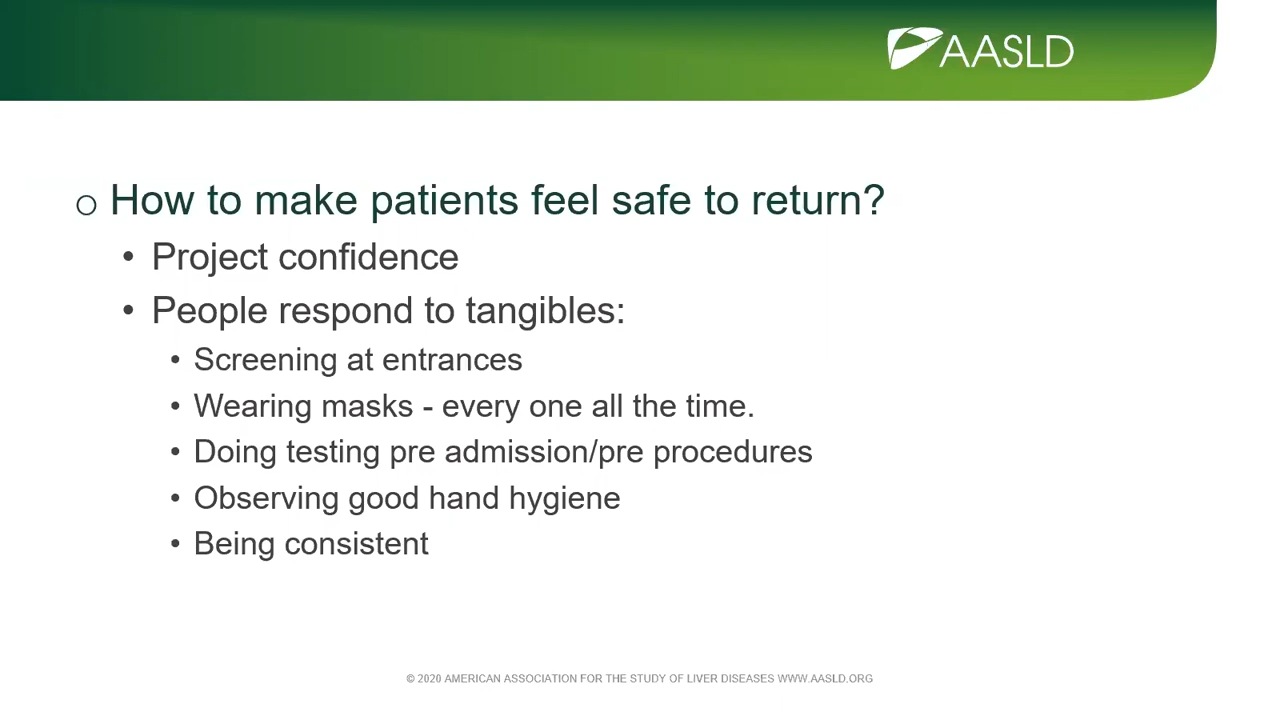 AASLD
o How to make patients feel safe to return?
• Project confidence
• People respond to tangibles:
• Screening at entrances
• Wearing masks - every one all the time.
• Doing testing pre admission/pre procedures
• Observing good hand hygiene
• Being consistent
© 2020 AMERICAN ASSOCIATION FOR THE STUDY OF LIVER DISEASES WWW.AASLD.ORG